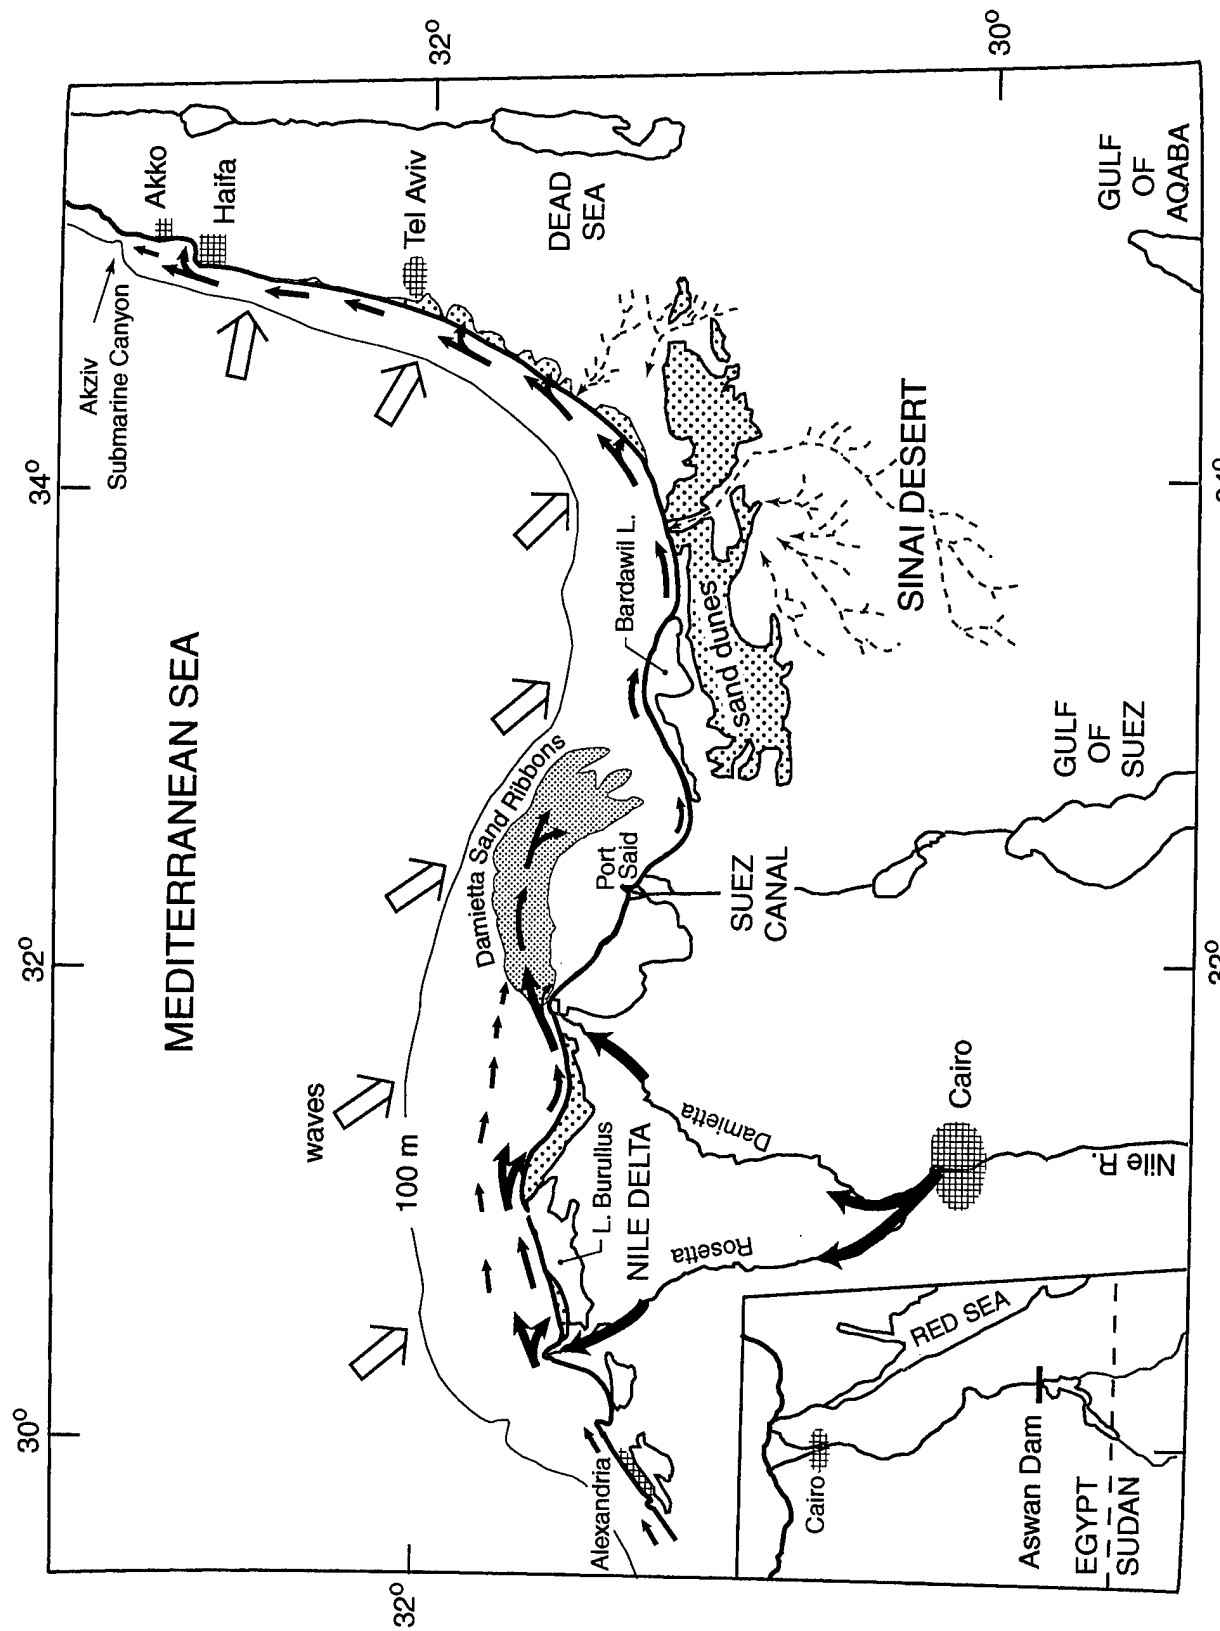 30°
32°
34°
MEDITERRANEAN SEA
Akziv
Submarine Canyon
Akko
Haifa
waves
100 m
32°
32°
Tel Aviv
Damietta Sand Ribbons
DEAD
SEA
Alexandria
L. Burullus
NILE DELTA
Port
Said
Bardawil L.
Rosetta
Damietta
SUEZ
CANAL
sand dunes
SINAI DESERT
Cairo
Nile R.
GULF
OF
SUEZ
GULF
OF
AQABA
30°
Cairo
RED SEA
Aswan Dam
EGYPT
SUDAN
32°